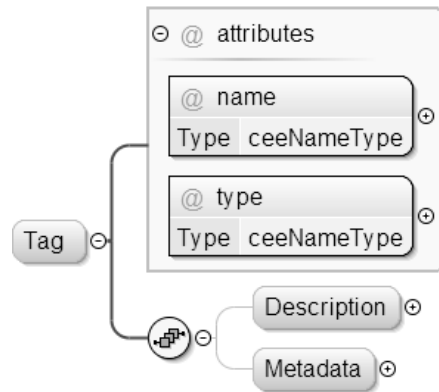 @ attributes
@ name
Type ceeNameType
@ type
Type ceeNameType
Tag
Description
Metadata